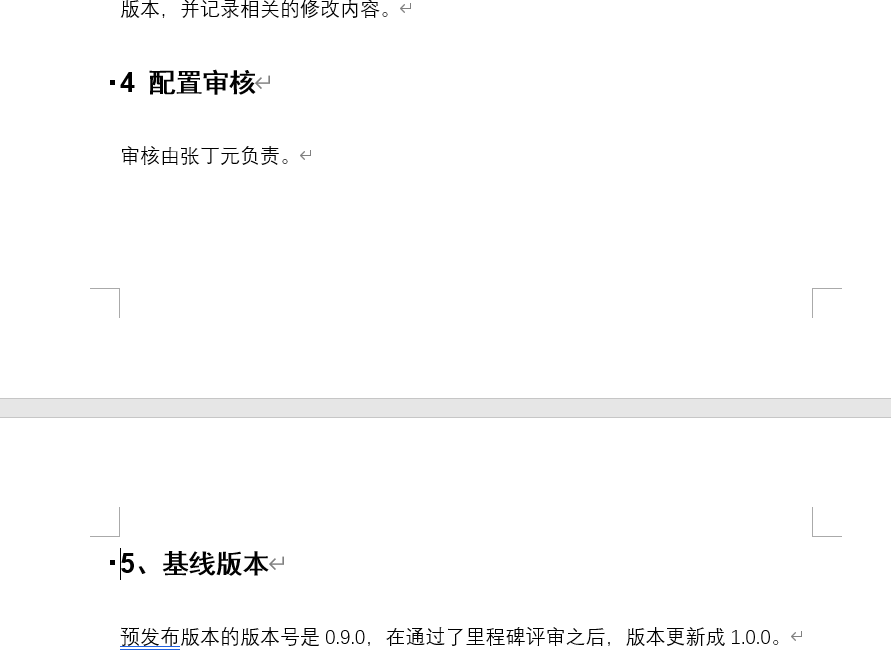 版本，并记录相关的修改内容。
4 配置审核
审核由张丁元负责。
5、基线版本
预发布版本的版本号是 0.9.0，在通过了里程碑评审之后，版本更新成 1.0.0。